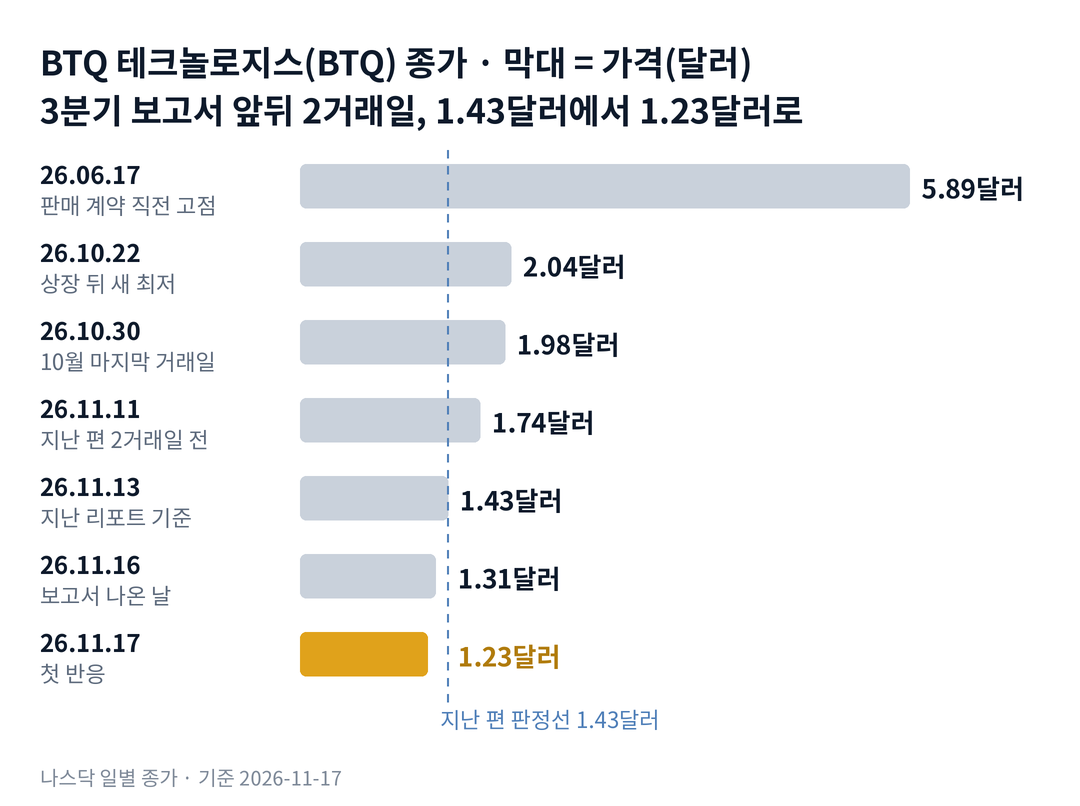 BTQ 테크놀로지스(BTQ) 종가 · 막대 = 가격(달러)
3분기 보고서 앞뒤 2거래일, 1.43달러에서 1.23달러로
26.06.17
판매 계약 직전 고점
5.89달러
26.10.22
상장 뒤 새 최저
2.04달러
26.10.30
10월 마지막 거래일
1.98달러
26.11.11
지난 편 2거래일 전
1.74달러
26.11.13
지난 리포트 기준
1.43달러
26.11.16
보고서 나온 날
1.31달러
26.11.17
첫 반응
1.23달러
지난 편 판정선 1.43달러
나스닥 일별 종가 · 기준 2026-11-17